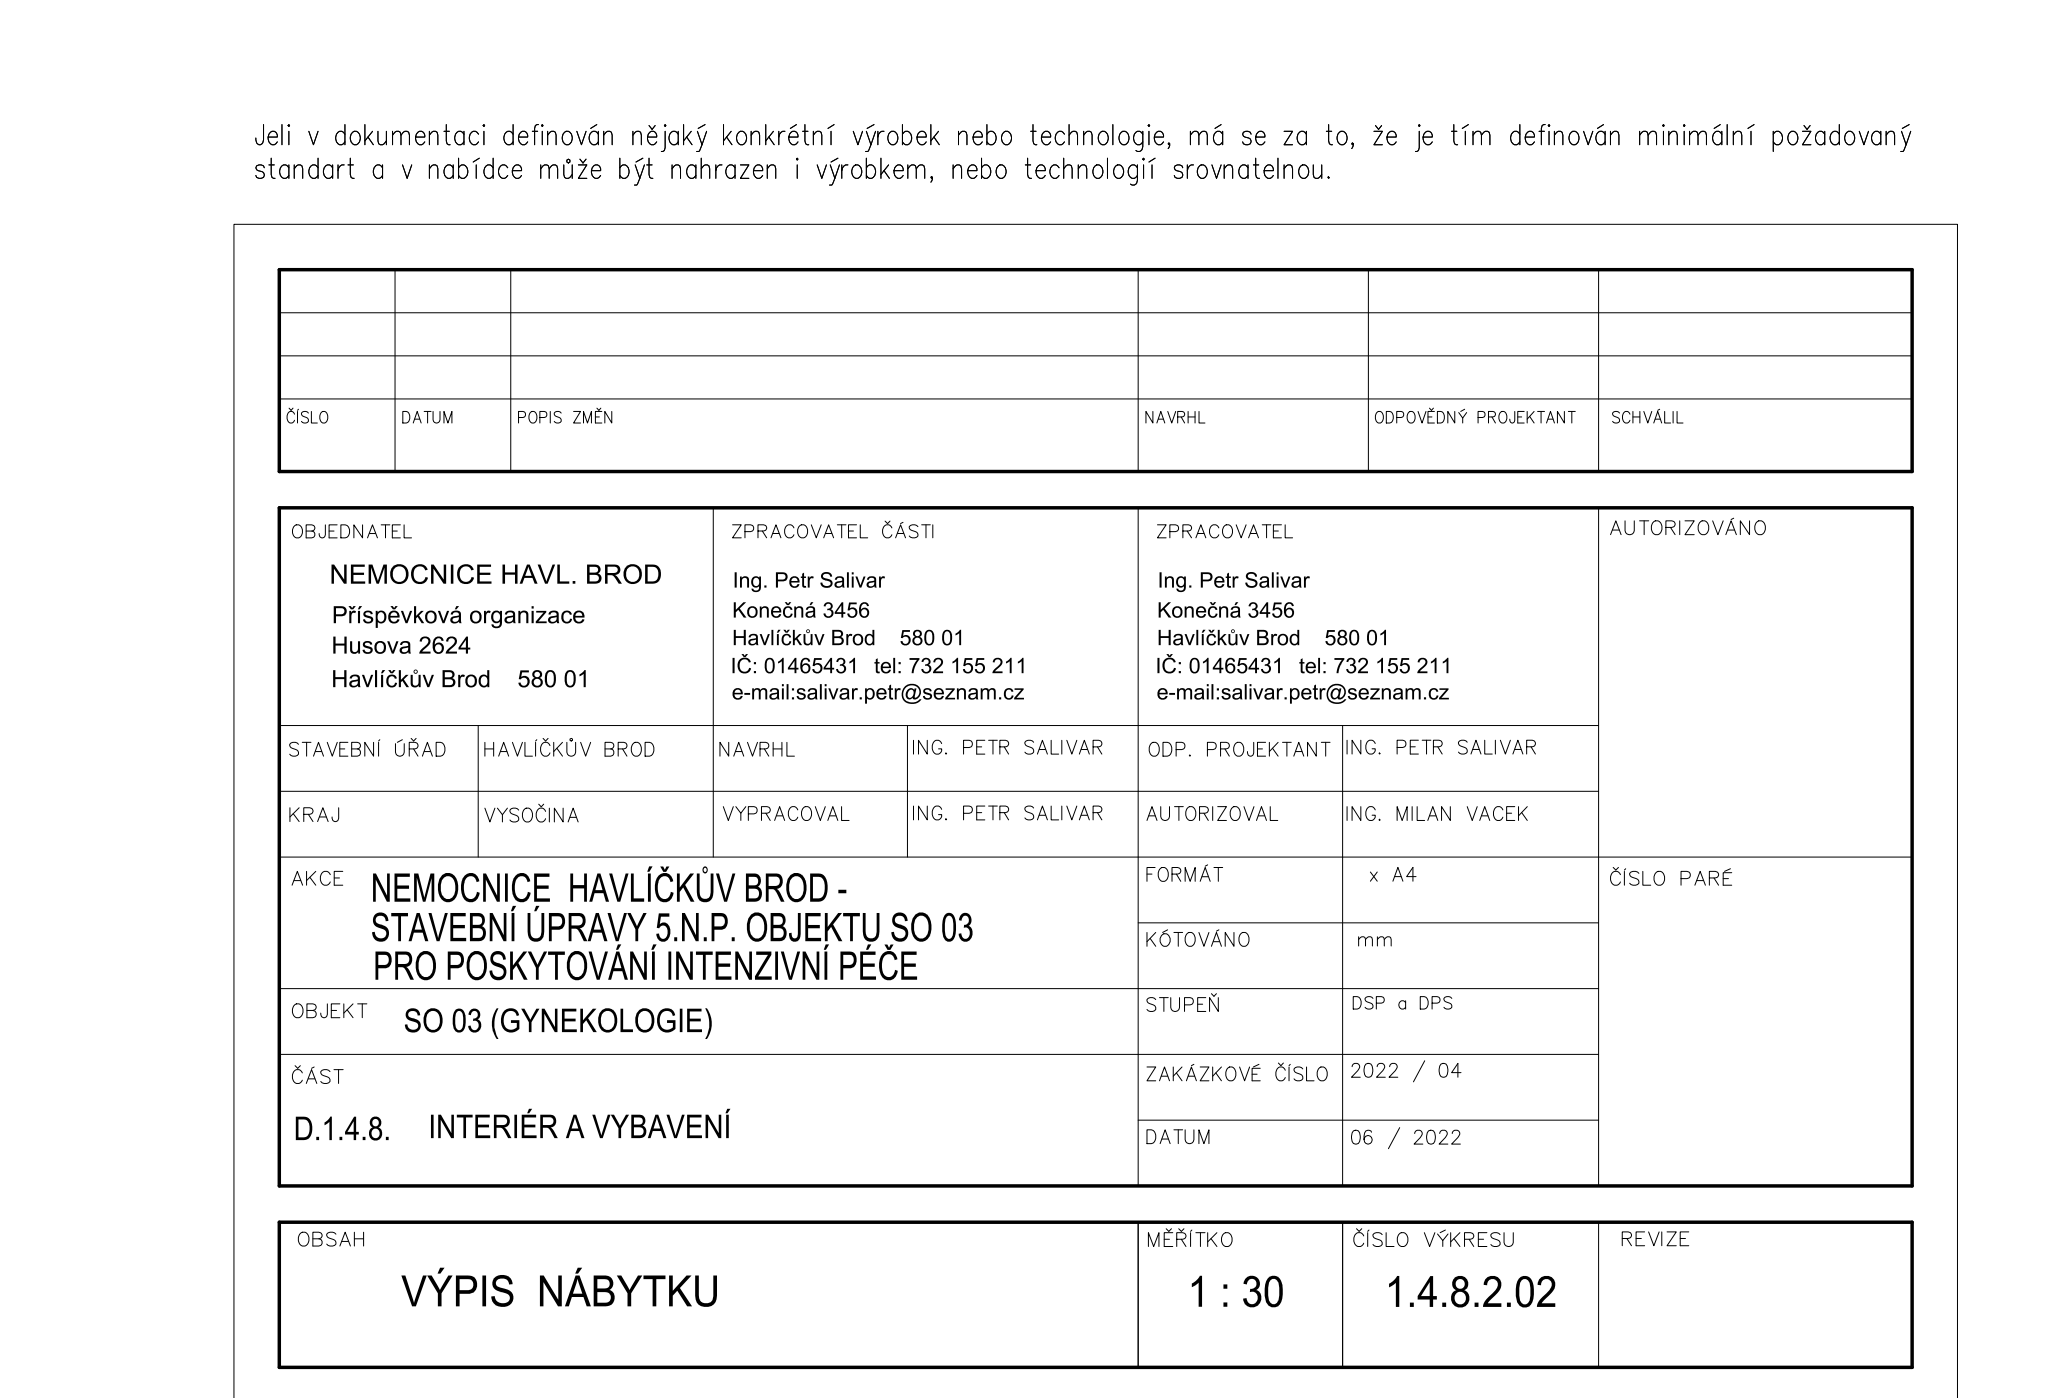 Jeli v dokumentaci definován nějaký konkrétní výrobek nebo technologie, má se za to, že je tím definován minimální požadovaný
standart a v nabídce může být nahrazen i výrobkem, nebo technologií srovnatelnou.
ČÍSLO DATUM POPIS ZMĚN NAVRHL ODPOVĚDNÝ PROJEKTANT SCHVÁLIL
OBJEDNATEL
NEMOCNICE HAVL. BROD
Příspěvková organizace
Husova 2624
Havlíčkův Brod 580 01
ZPRACOVATEL ČÁSTI
Ing. Petr Salivar
Konečná 3456
Havlíčkův Brod 580 01
IČ: 01465431 tel: 732 155 211
e-mail:salivar.petr@seznam.cz
ZPRACOVATEL
Ing. Petr Salivar
Konečná 3456
Havlíčkův Brod 580 01
IČ: 01465431 tel: 732 155 211
e-mail:salivar.petr@seznam.cz
AUTORIZOVÁNO
STAVEBNÍ ÚŘAD HAVLÍČKŮV BROD NAVRHL ING. PETR SALIVAR ODP. PROJEKTANT ING. PETR SALIVAR
KRAJ VYSOČINA VYPRACOVAL ING. PETR SALIVAR AUTORIZOVAL ING. MILAN VACEK
AKCE NEMOCNICE HAVLÍČKŮV BROD -
STAVEBNÍ ÚPRAVY 5.N.P. OBJEKTU SO 03
PRO POSKYTOVÁNÍ INTENZIVNÍ PÉČE
FORMÁT x A4
KÓTOVÁNO mm
ČÍSLO PARÉ
OBJEKT SO 03 (GYNEKOLOGIE)
STUPEŇ DSP a DPS
ČÁST
D.1.4.8. INTERIÉR A VYBAVENÍ
ZAKÁZKOVÉ ČÍSLO 2022 / 04
DATUM 06 / 2022
OBSAH
VÝPIS NÁBYTKU
MĚŘÍTKO
1 : 30
ČÍSLO VÝKRESU
1.4.8.2.02
REVIZE